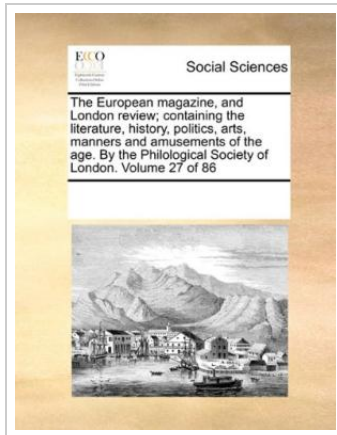 ECCO
Social Sciences
The European magazine, and
London review; containing the
literature, history, politics, arts,
manners and amusements of the
age. By the Philological Society of
London. Volume 27 of 86